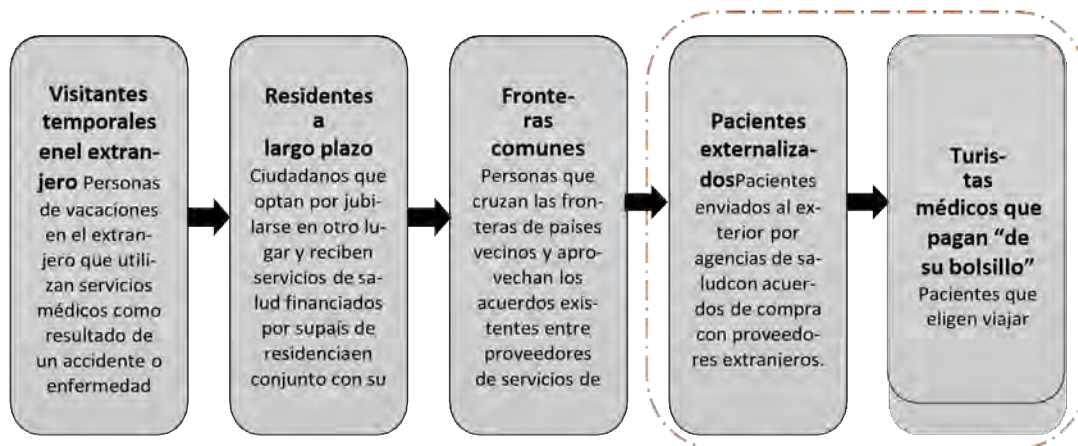 Visitantes
temporales
enel extran-
jero Personas
de vacaciones
en el extran-
jero que utili-
zan servicios
médicos como
resultado de
un accidente o
enfermedad
Residentes
a
largo plazo
Ciudadanos que
optan por jubi-
larse en otro lu-
gar y reciben
servicios de sa-
lud financiados
por supaís de
residenciaen
conjunto con su
Fronte-
ras
comunes
Personas que
cruzan las fron-
teras de países
vecinos y apro-
vechan los
acuerdos exis-
tentes entre
proveedores
de servicios de
Pacientes
externaliza-
dosPacientes
enviados al ex-
terior por
agencias de sa-
ludcon acuer-
dos de compra
con proveedo-
res extranjeros.
Turis-
tas
médicos que
pagan “de
su bolsillo”
Pacientes que
eligen viajar